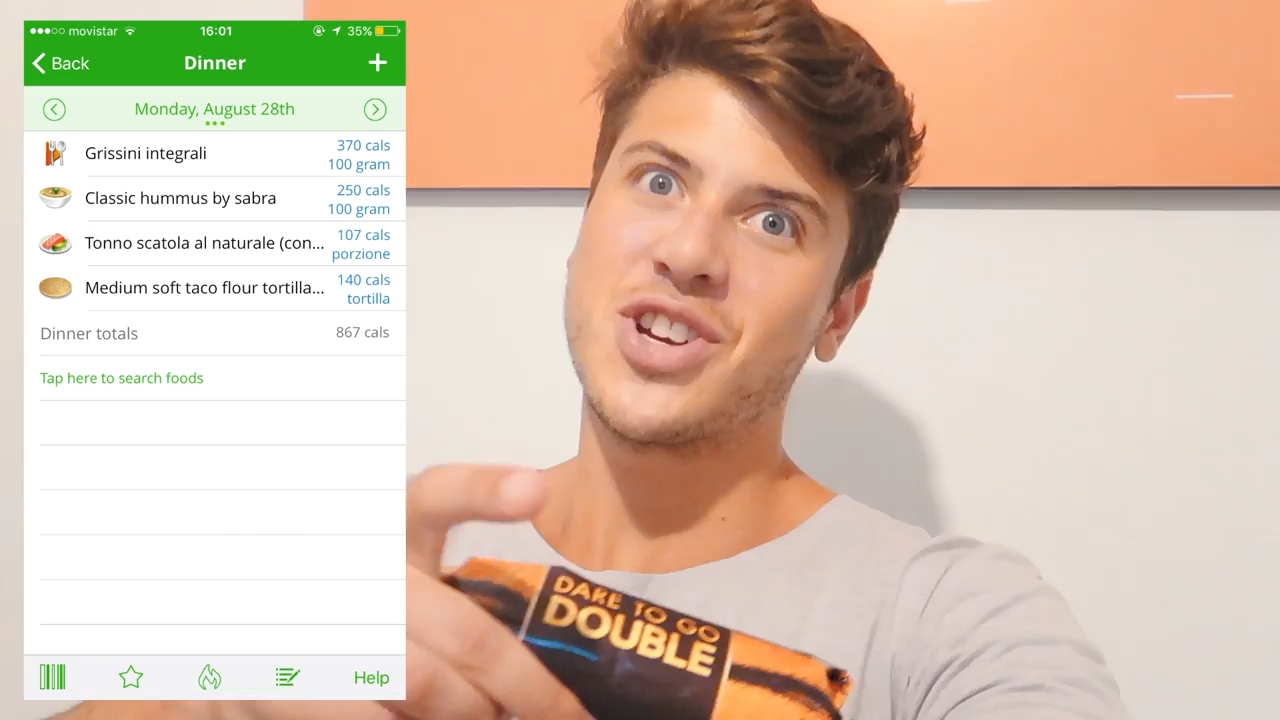 movistar 16:01 35%
Back Dinner +
Monday, August 28th
Grissini integrali 370 cals
100 gram
Classic hummus by sabra 250 cals
100 gram
Tonno scatola al naturale (con... 107 cals
porzione
Medium soft taco flour tortilla... 140 cals
tortilla
Dinner totals 867 cals
Tap here to search foods
Help
DARE TO GO
DOUBLE